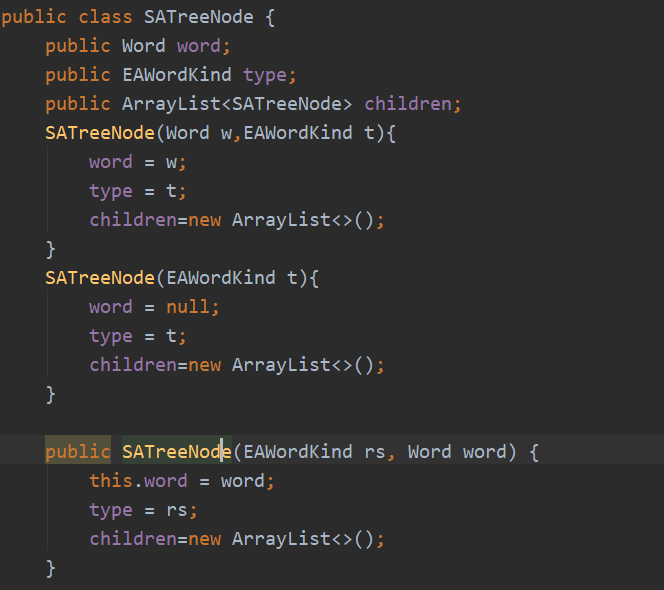 public class SATreeNode {
    public Word word;
    public EAWordKind type;
    public ArrayList<SATreeNode> children;
    SATreeNode(Word w,EAWordKind t){
        word = w;
        type = t;
        children=new ArrayList<>();
    }
    SATreeNode(EAWordKind t){
        word = null;
        type = t;
        children=new ArrayList<>();
    }
    public SATreeNode(EAWordKind rs, Word word) {
        this.word = word;
        type = rs;
        children=new ArrayList<>();
    }